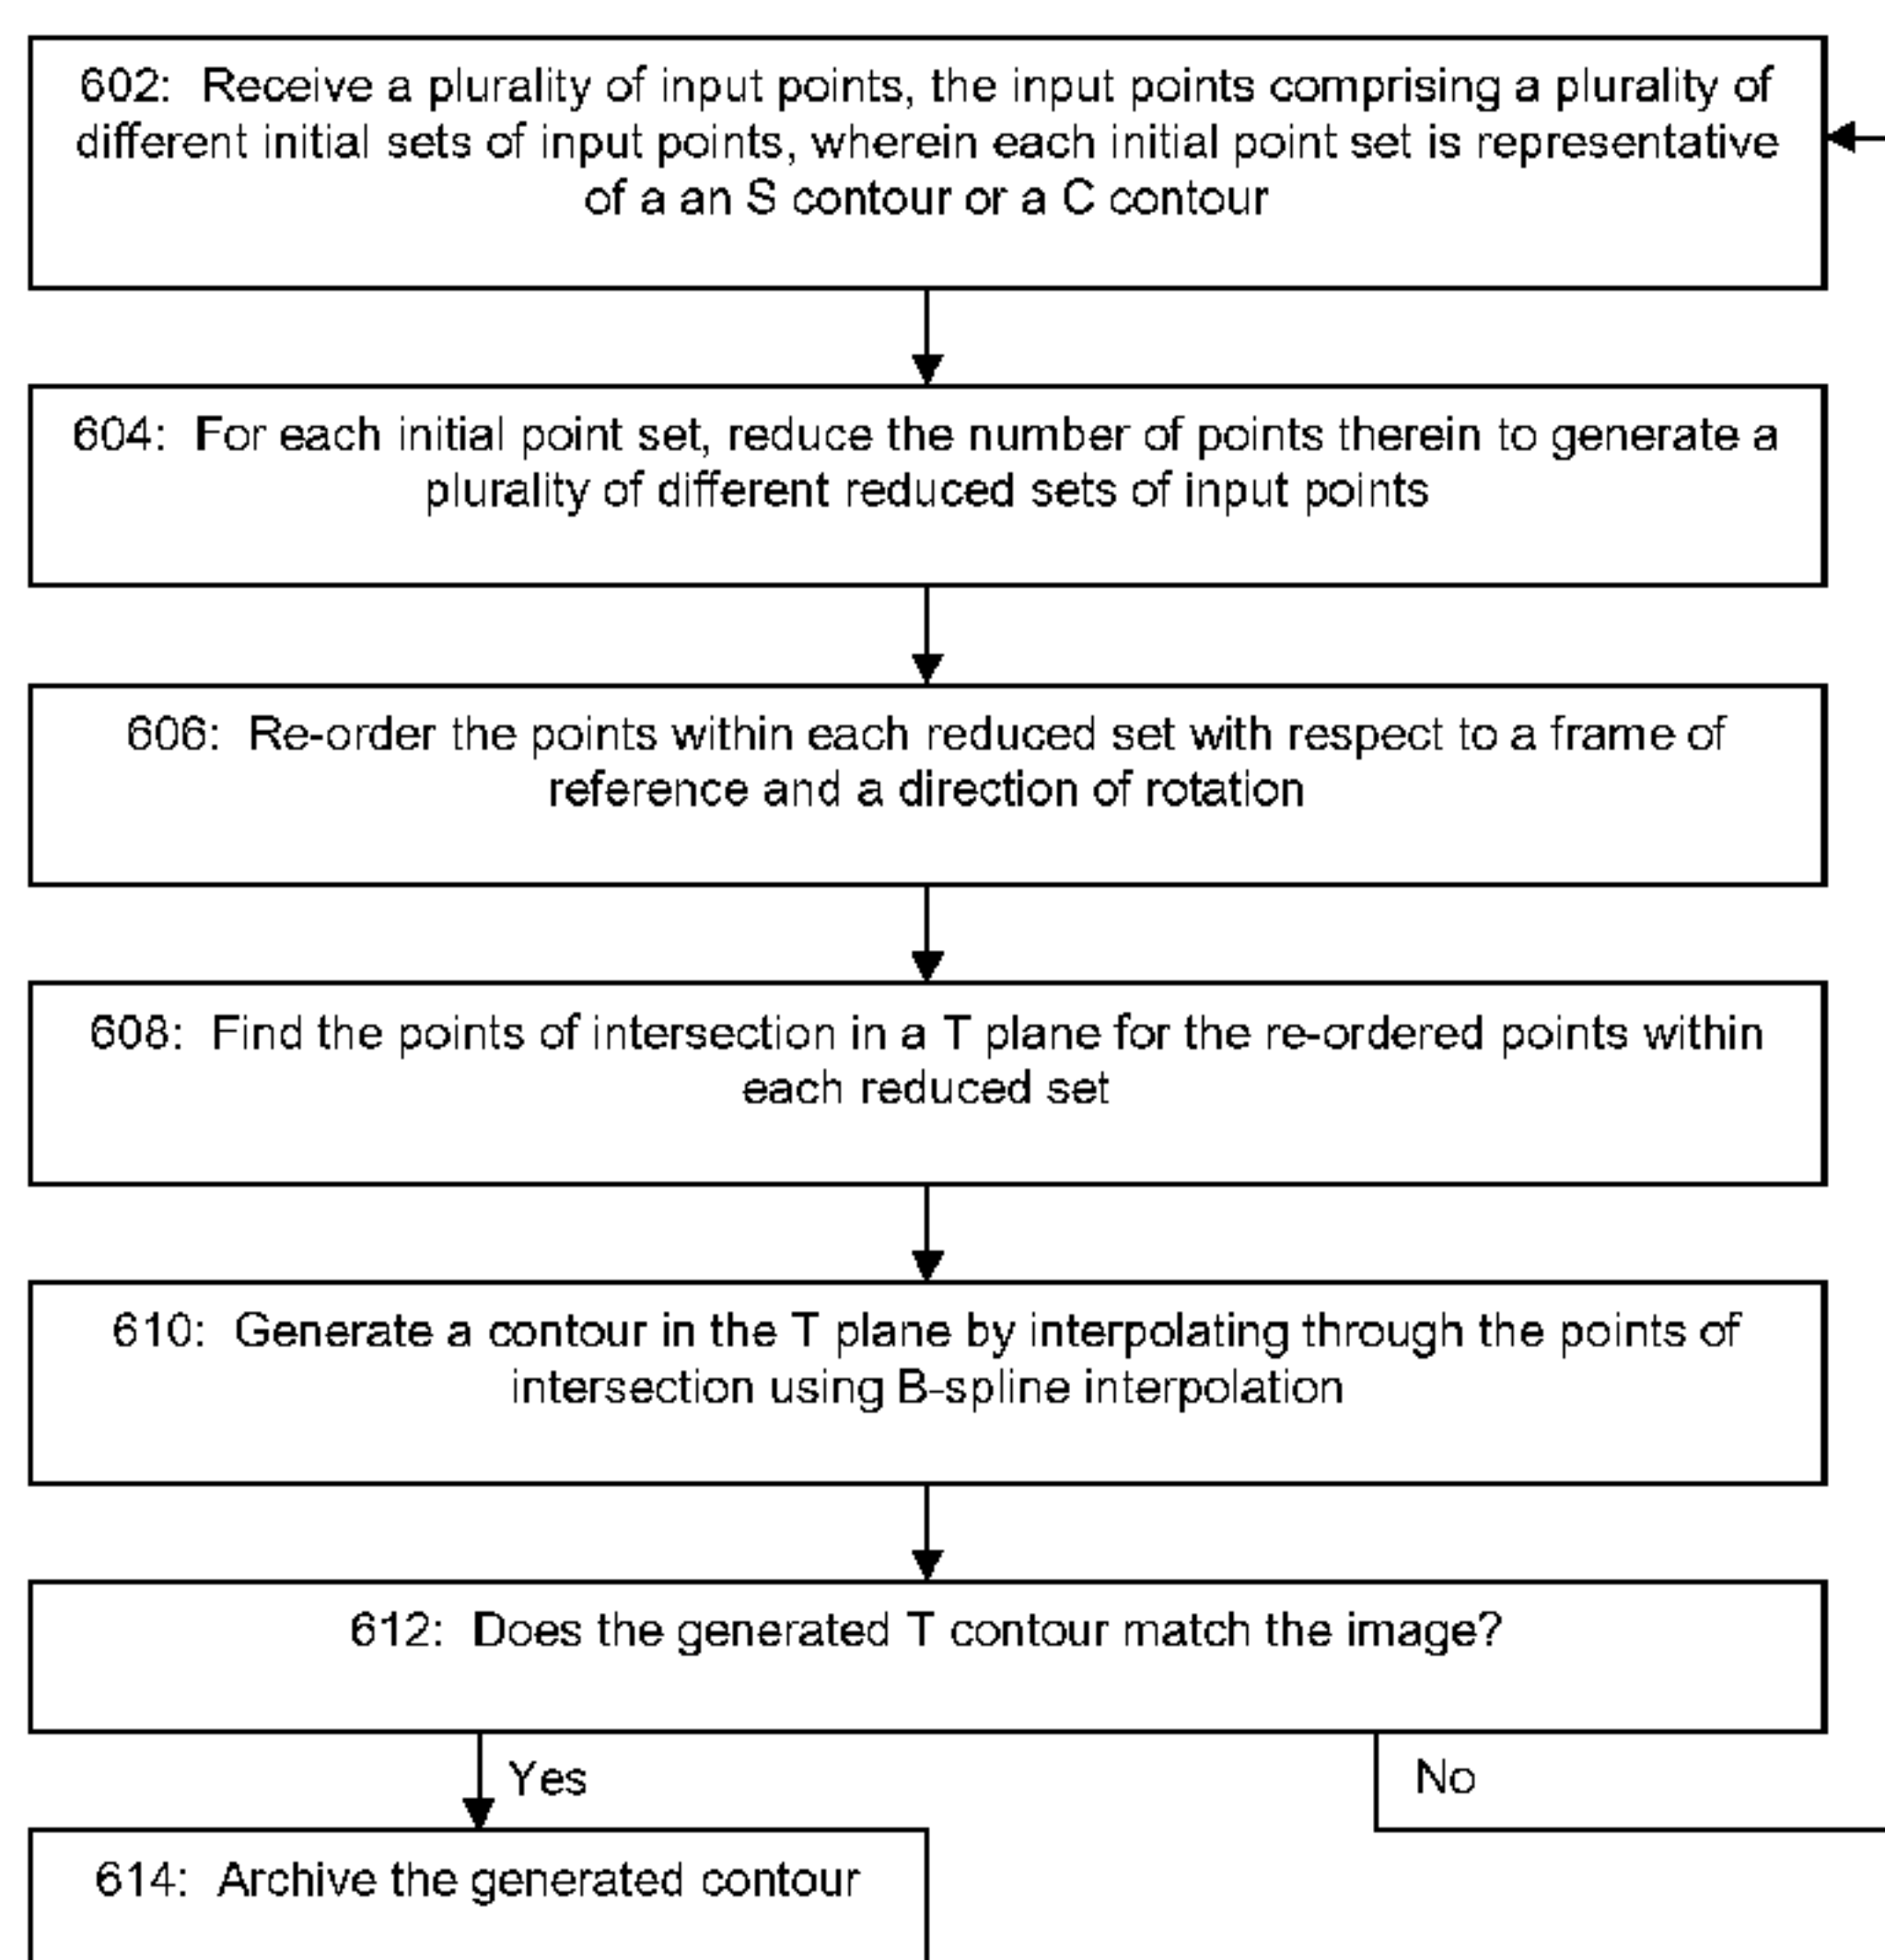 602: Receive a plurality of input points, the input points comprising a plurality of
different initial sets of input points, wherein each initial point set is representative
of a an S contour or a C contour
604: For each initial point set, reduce the number of points therein to generate a
plurality of different reduced sets of input points
606: Re-order the points within each reduced set with respect to a frame of
reference and a direction of rotation
608: Find the points of intersection in a T plane for the re-ordered points within
each reduced set
610: Generate a contour in the T plane by interpolating through the points of
intersection using B-spline interpolation
612: Does the generated T contour match the image?
Yes
No
614: Archive the generated contour